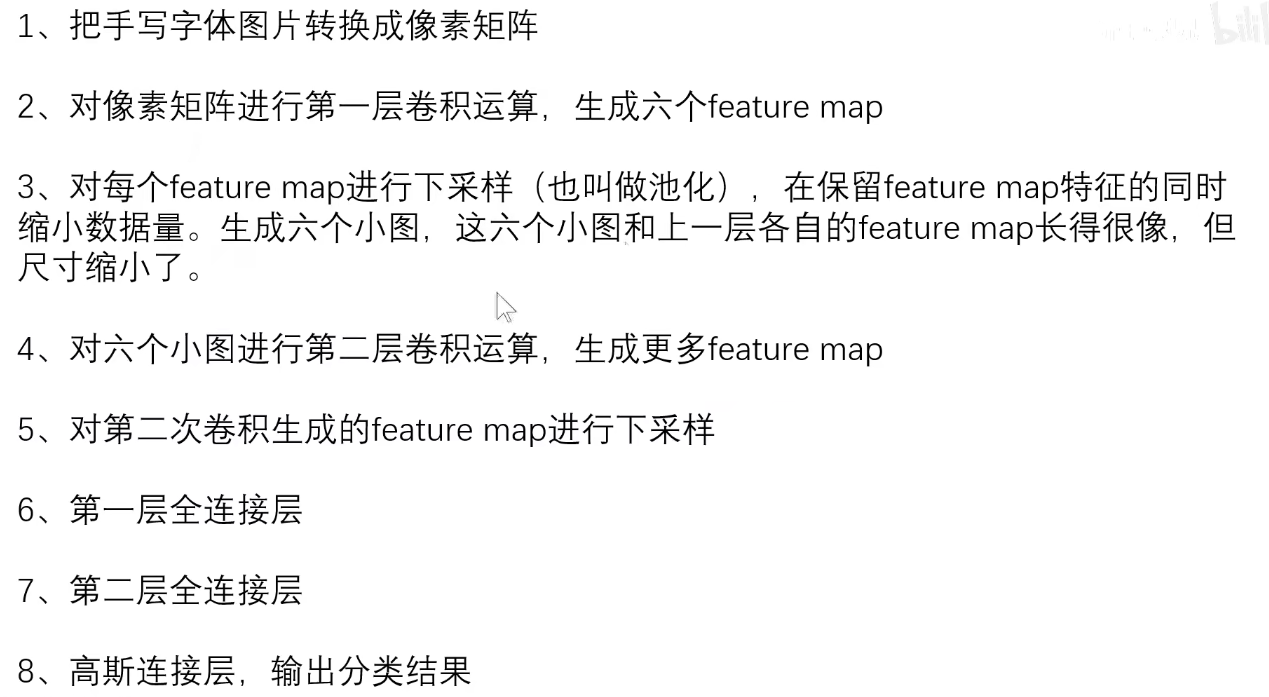 1、把手写字体图片转换成像素矩阵
2、对像素矩阵进行第一层卷积运算，生成六个feature map
3、对每个feature map进行下采样（也叫做池化），在保留feature map特征的同时
缩小数据量。生成六个小图，这六个小图和上一层各自的feature map长得很像，但
尺寸缩小了。
4、对六个小图进行第二层卷积运算，生成更多feature map
5、对第二次卷积生成的feature map进行下采样
6、第一层全连接层
7、第二层全连接层
8、高斯连接层，输出分类结果